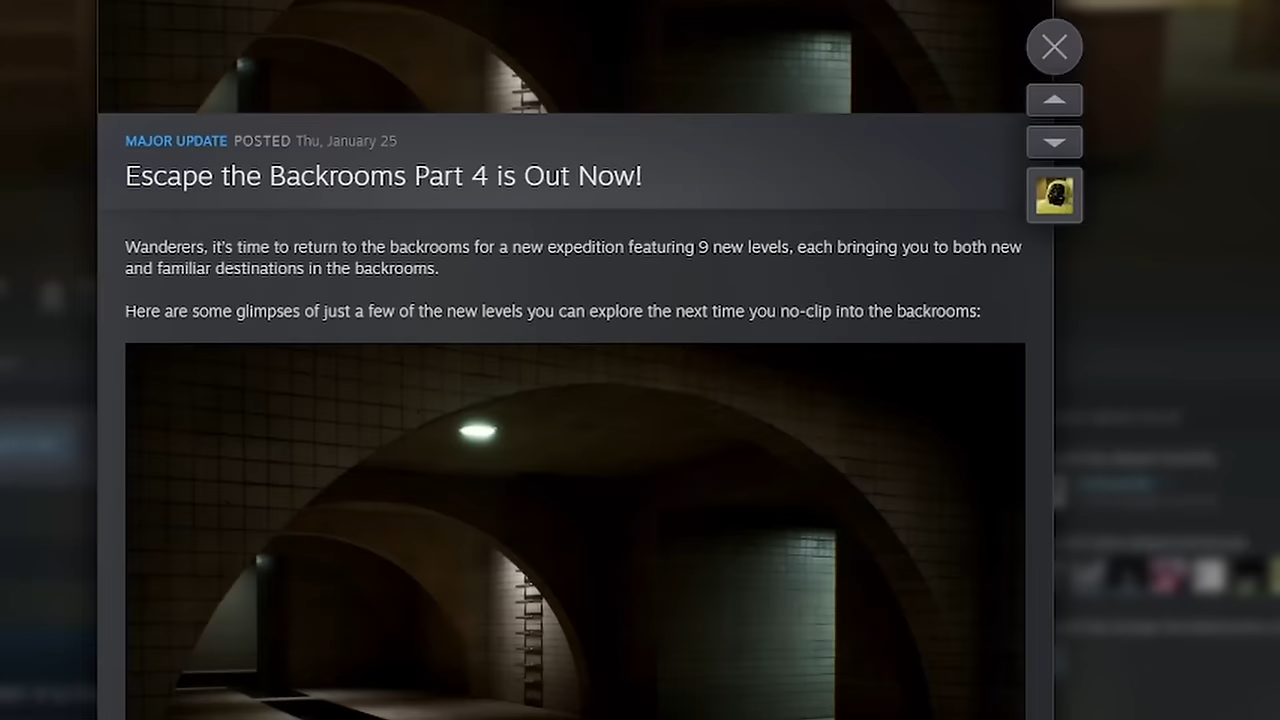 MAJOR UPDATE POSTED Thu, January 25
Escape the Backrooms Part 4 is Out Now!
Wanderers, it's time to return to the backrooms for a new expedition featuring 9 new levels, each bringing you to both new
and familiar destinations in the backrooms.
Here are some glimpses of just a few of the new levels you can explore the next time you no-clip into the backrooms: